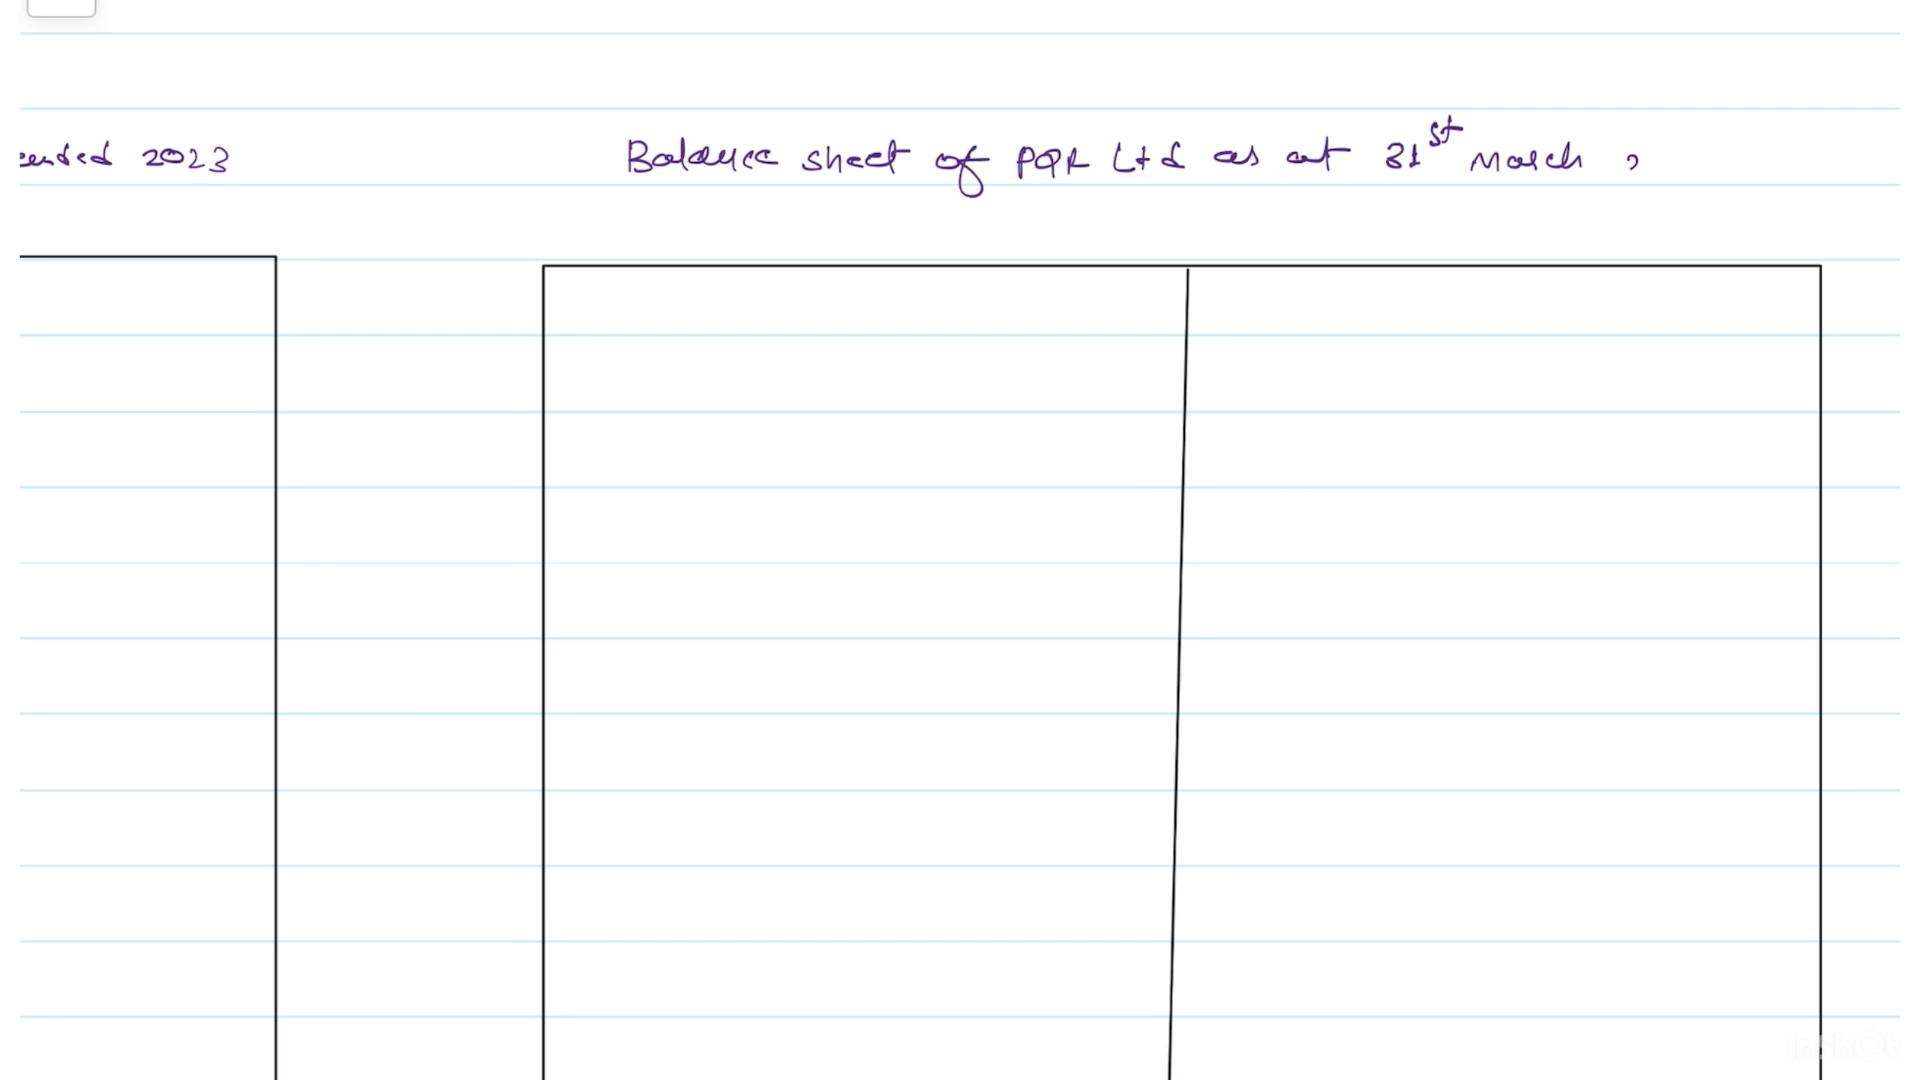 ended 2023
Balance sheet of PQR Ltd as at 31st March,